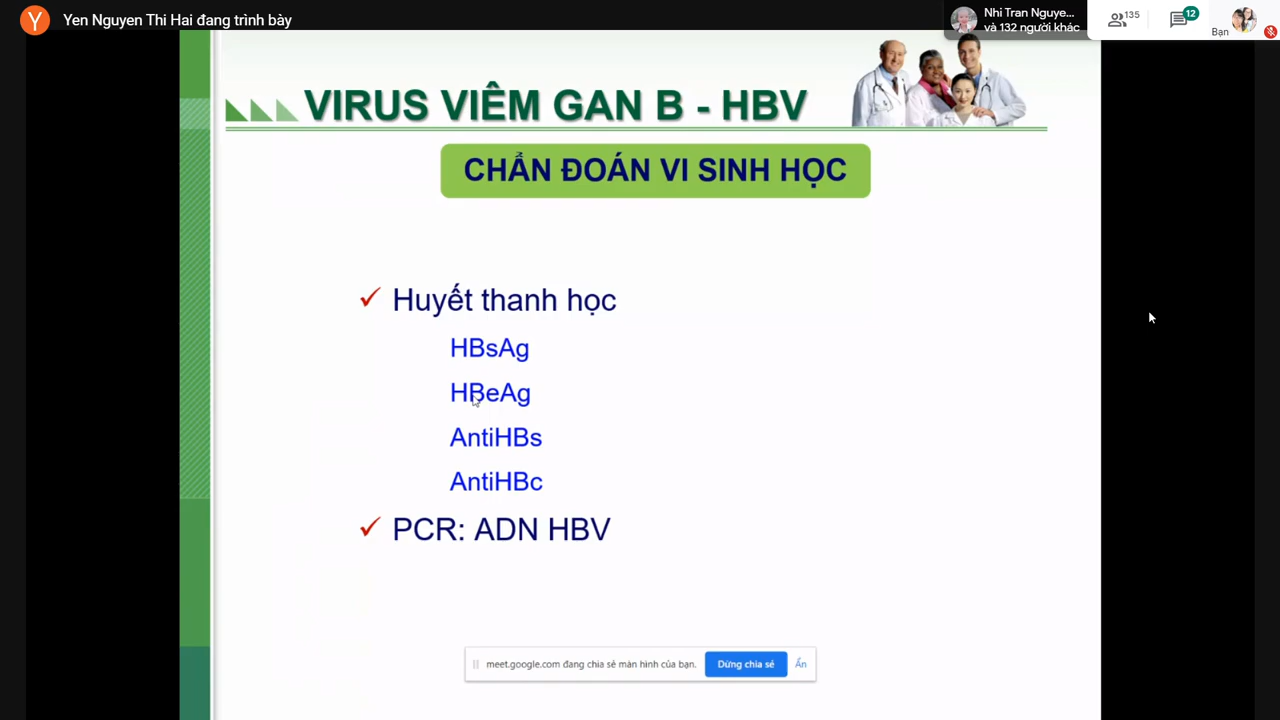 Y
Yen Nguyen Thi Hai đang trình bày
Nhi Tran Nguye...
và 132 người khác
135
12
Bạn
VIRUS VIÊM GAN B - HBV
CHẨN ĐOÁN VI SINH HỌC
Huyết thanh học
HBsAg
HBeAg
AntiHBs
AntiHBc
PCR: ADN HBV
meet.google.com đang chia sẻ màn hình của bạn.
Dừng chia sẻ
Ẩn